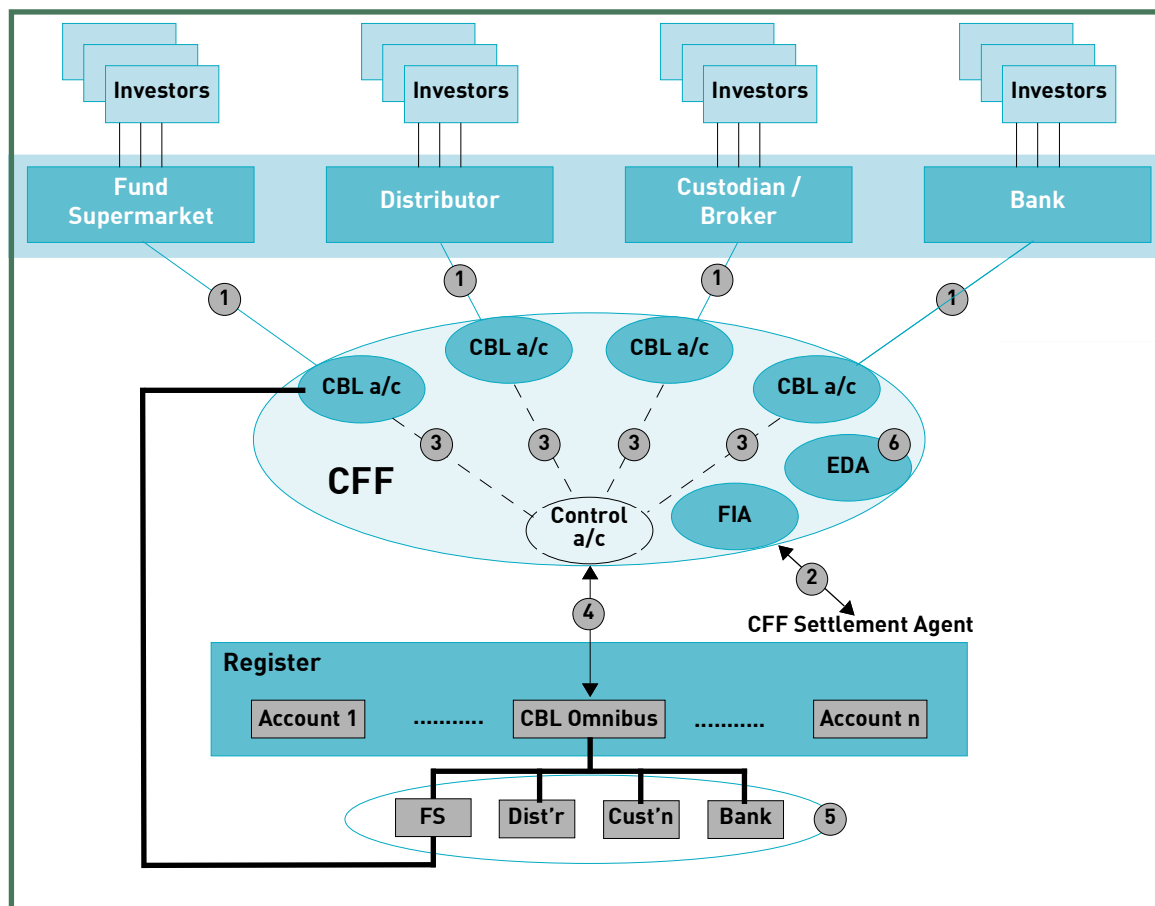 Investors
Investors
Investors
Investors
Fund
Supermarket
Distributor
Custodian /
Broker
Bank
1
1
1
1
CBL a/c
CBL a/c
CBL a/c
CBL a/c
3
3
3
3
6
EDA
CFF
FIA
Control
a/c
2
4
CFF Settlement Agent
Register
Account 1
...........
CBL Omnibus
...........
Account n
FS
Dist’r
Cust’n
Bank
5